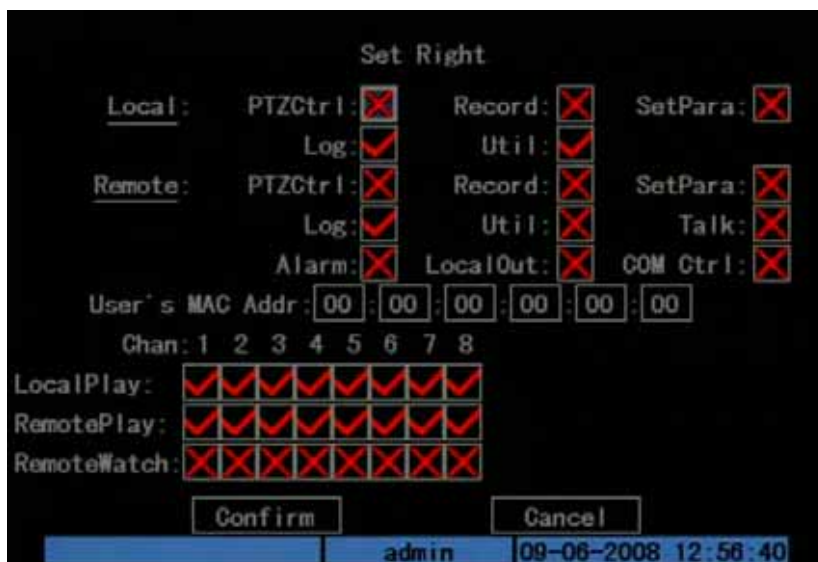 Set Right
Local: PTZCtrl: Record: SetPara:
Log: Util:
Remote: PTZCtrl: Record: SetPara:
Log: Util: Talk:
Alarm: LocalOut: COM Ctrl:
User's MAC Addr: 00 : 00 : 00 : 00 : 00 : 00
Chan: 1 2 3 4 5 6 7 8
LocalPlay:
RemotePlay:
RemoteWatch:
Confirm Cancel
admin 09-06-2008 12:56:40